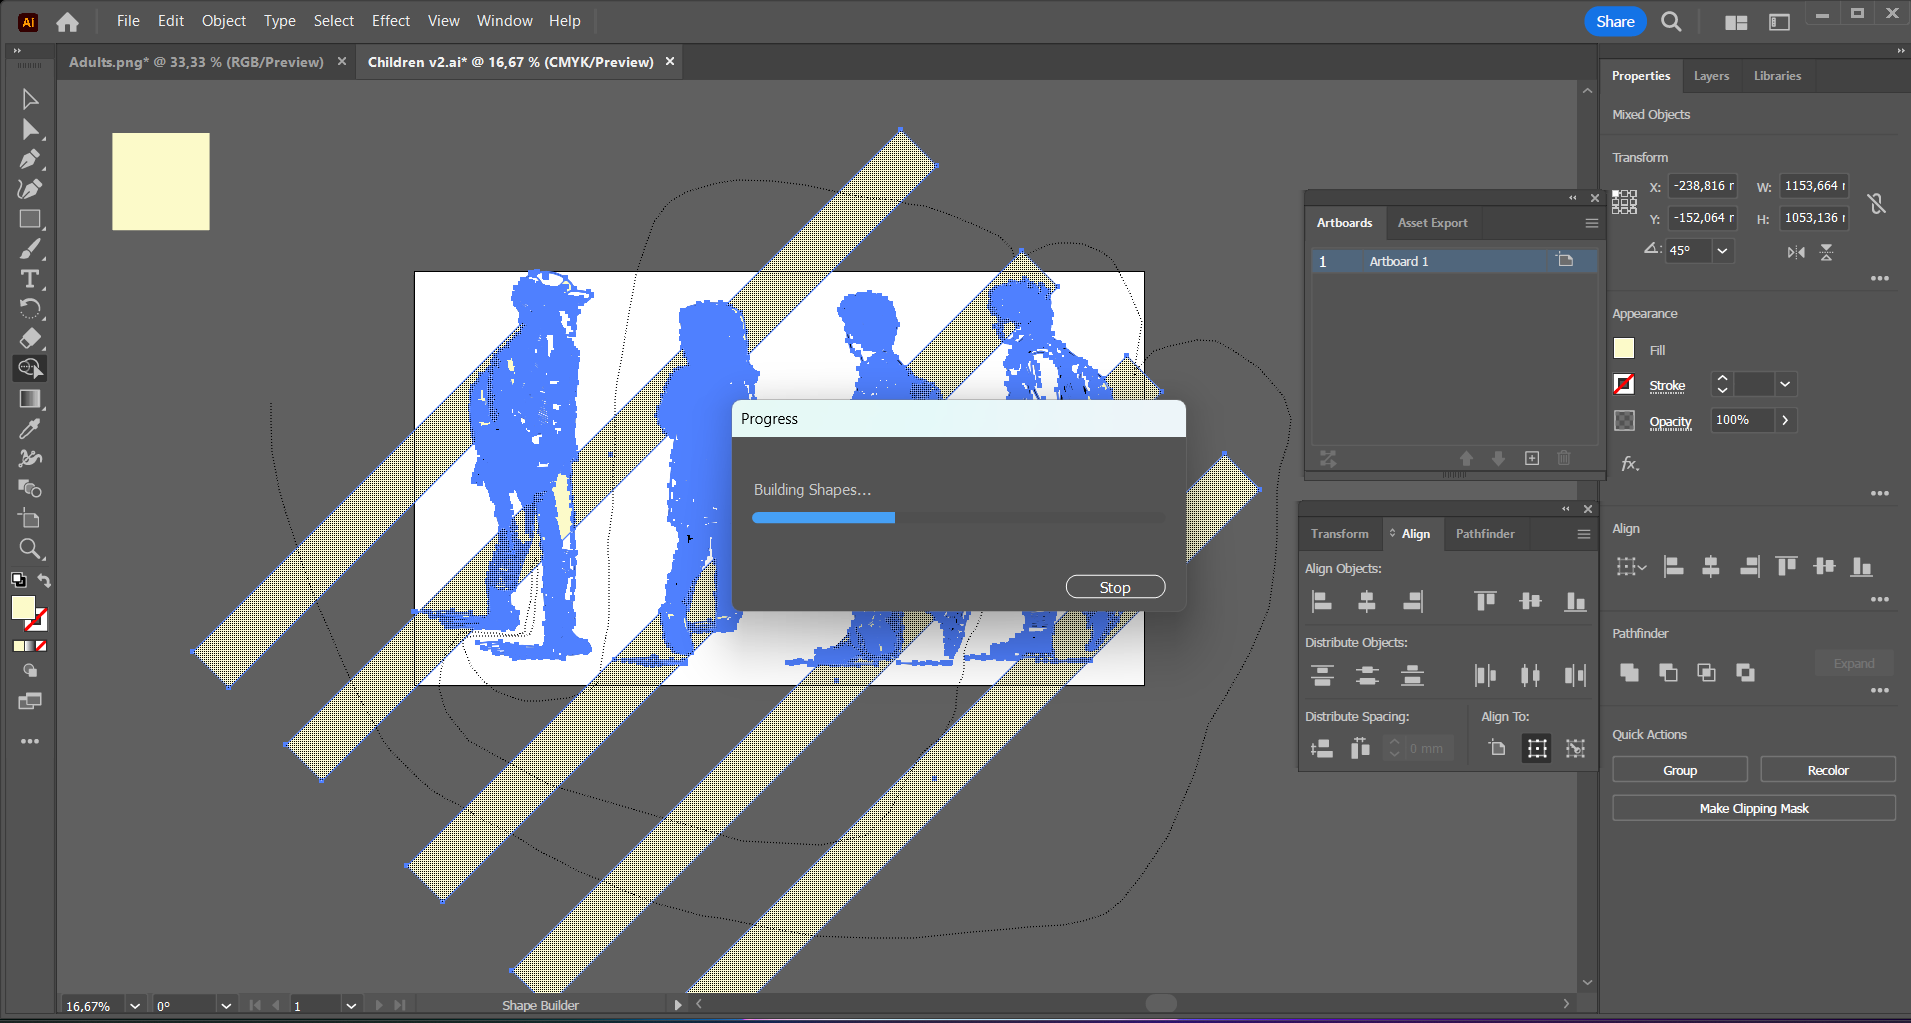 Ai File Edit Object Type Select Effect View Window Help Share
Adults.png* @ 33,33 % (RGB/Preview) Children v2.ai* @ 16,67 % (CMYK/Preview)
Properties Layers Libraries
Mixed Objects
Transform
X: -238,816 W: 1153,664
Y: -152,064 H: 1053,136
45°
Appearance
Fill
Stroke
Opacity 100%
fx
Align
Pathfinder
Expand
Quick Actions
Group Recolor
Make Clipping Mask
Artboards Asset Export
1 Artboard 1
Transform Align Pathfinder
Align Objects:
Distribute Objects:
Distribute Spacing: Align To:
0 mm
Progress
Building Shapes...
Stop
16,67% 0° 1 Shape Builder